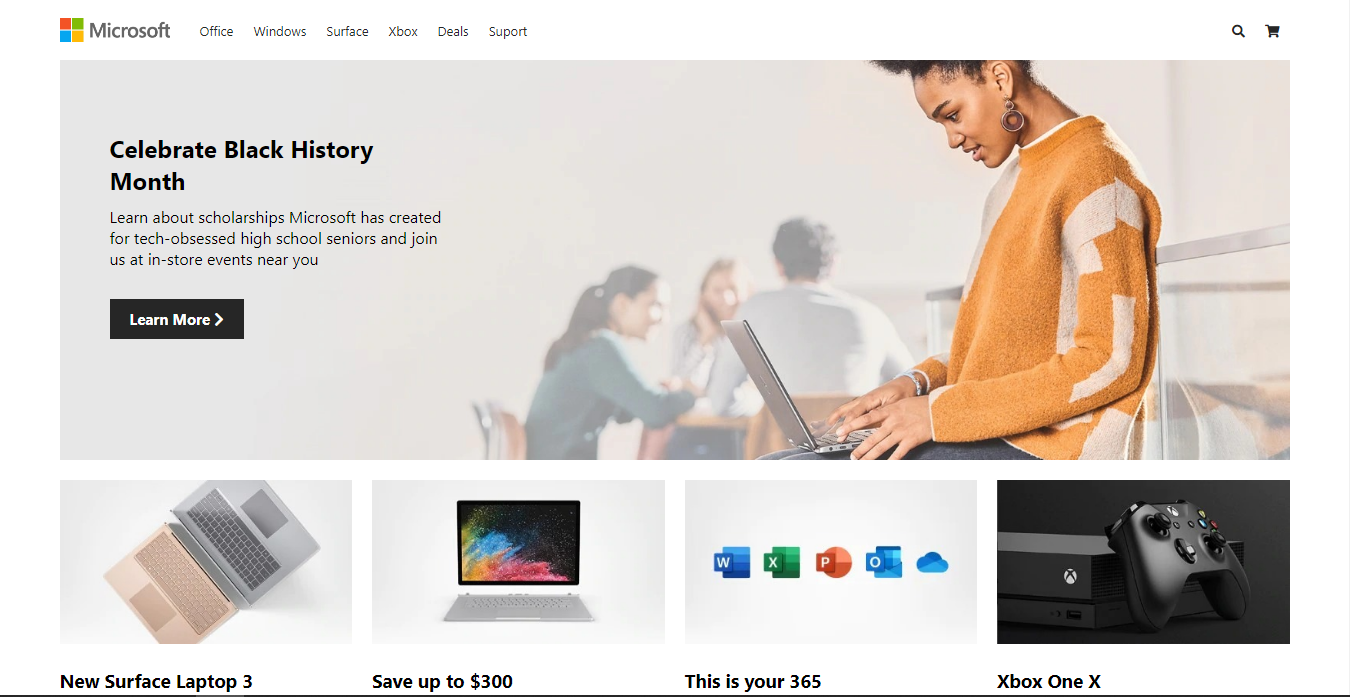 Microsoft Office Windows Surface Xbox Deals Suport
Celebrate Black History
Month
Learn about scholarships Microsoft has created
for tech-obsessed high school seniors and join
us at in-store events near you
Learn More
W X P O
New Surface Laptop 3
Save up to $300
This is your 365
Xbox One X